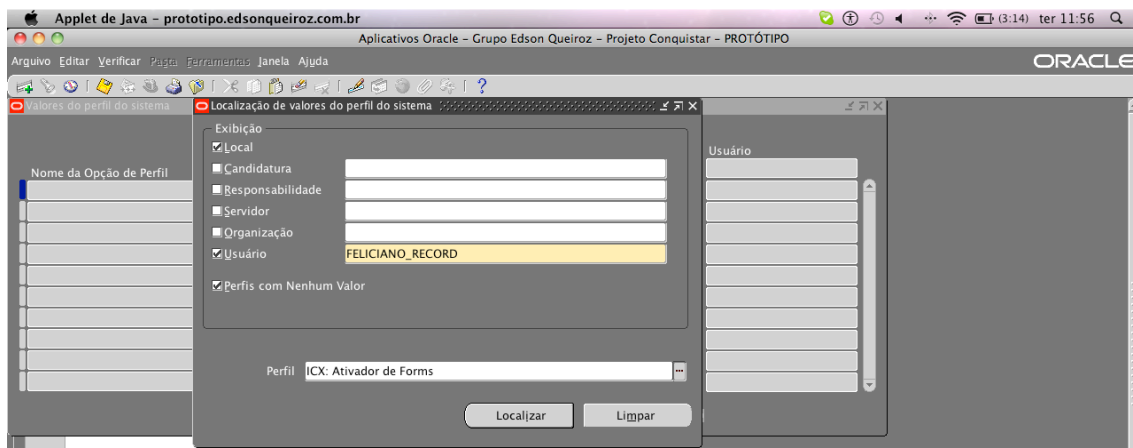 Applet de Java – prototipo.edsonqueiroz.com.br (3:14) ter 11:56
Aplicativos Oracle – Grupo Edson Queiroz – Projeto Conquistar – PROTÓTIPO
Arquivo Editar Verificar Pasta Ferramentas Janela Ajuda ORACLE
Valores do perfil do sistema
Localização de valores do perfil do sistema
Exibição
Local
Usuário
Candidatura
Nome da Opção de Perfil
Responsabilidade
Servidor
Organização
Usuário FELICIANO_RECORD
Perfis com Nenhum Valor
Perfil ICX: Ativador de Forms
Localizar Limpar